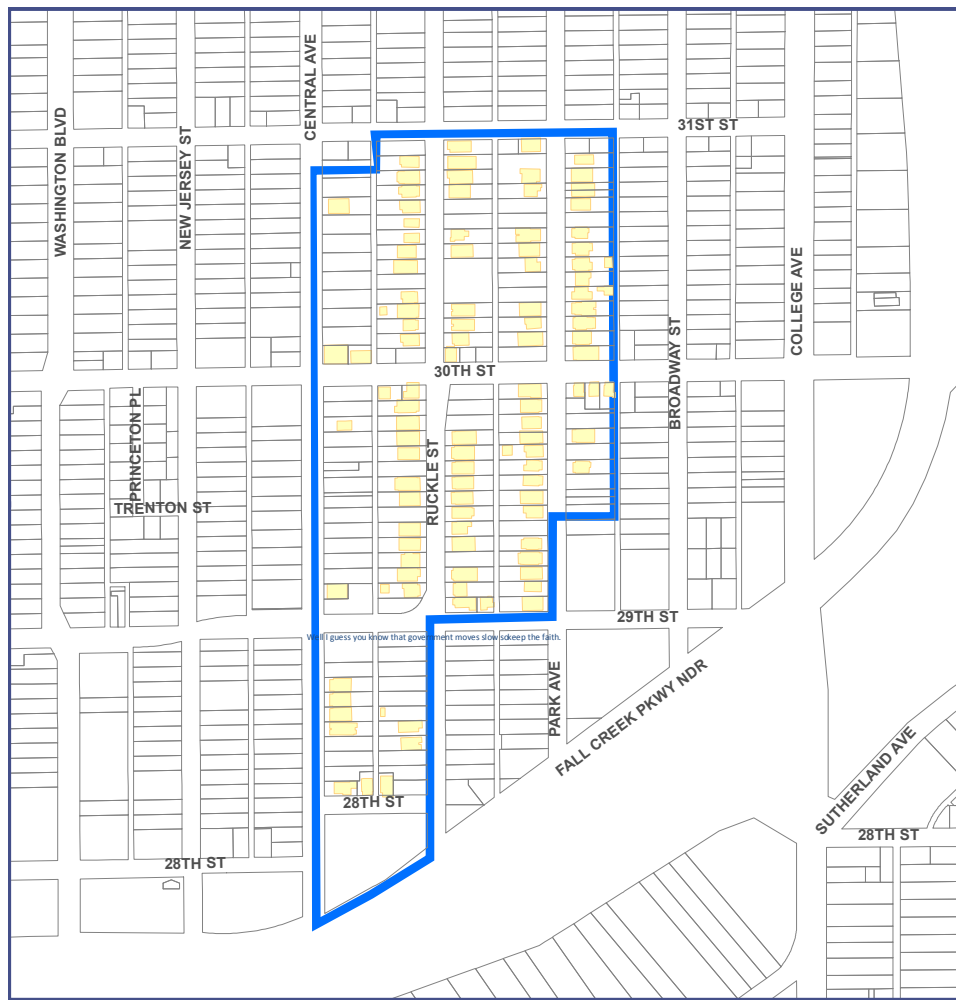 CENTRAL AVE
31ST ST
WASHINGTON BLVD
NEW JERSEY ST
COLLEGE AVE
BROADWAY ST
30TH ST
PRINCETON PL
RUCKLE ST
TRENTON ST
29TH ST
Well I guess you know that government moves slow so keep the faith.
PARK AVE
FALL CREEK PKWY NDR
SUTHERLAND AVE
28TH ST
28TH ST
28TH ST